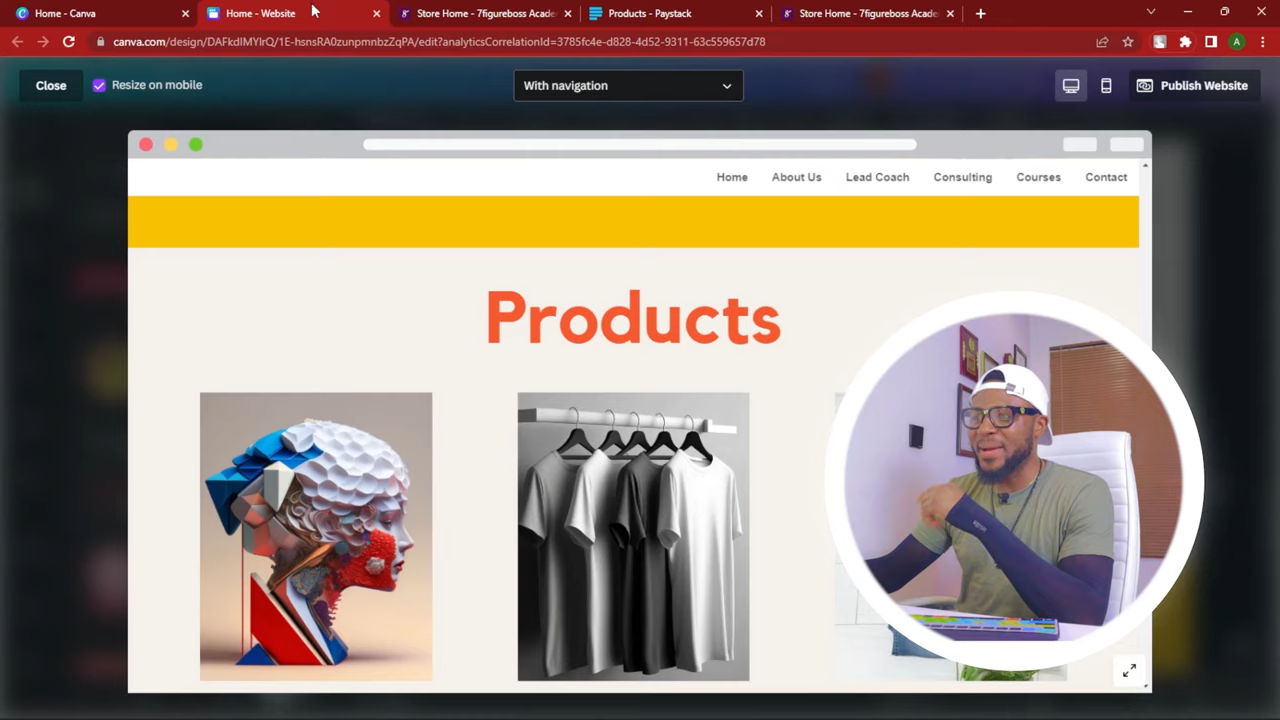 Home - Canva
Home - Website
Store Home - 7figureboss Acade
Products - Paystack
Store Home - 7figureboss Acade
canva.com/design/DAFkdlMYlrQ/1E-hsnsRA0zunpmnbzZqPA/edit?analyticsCorrelationId=3785fc4e-d828-4d52-9311-63c559657d78
A
Close
Resize on mobile
With navigation
Publish Website
Home About Us Lead Coach Consulting Courses Contact
Products